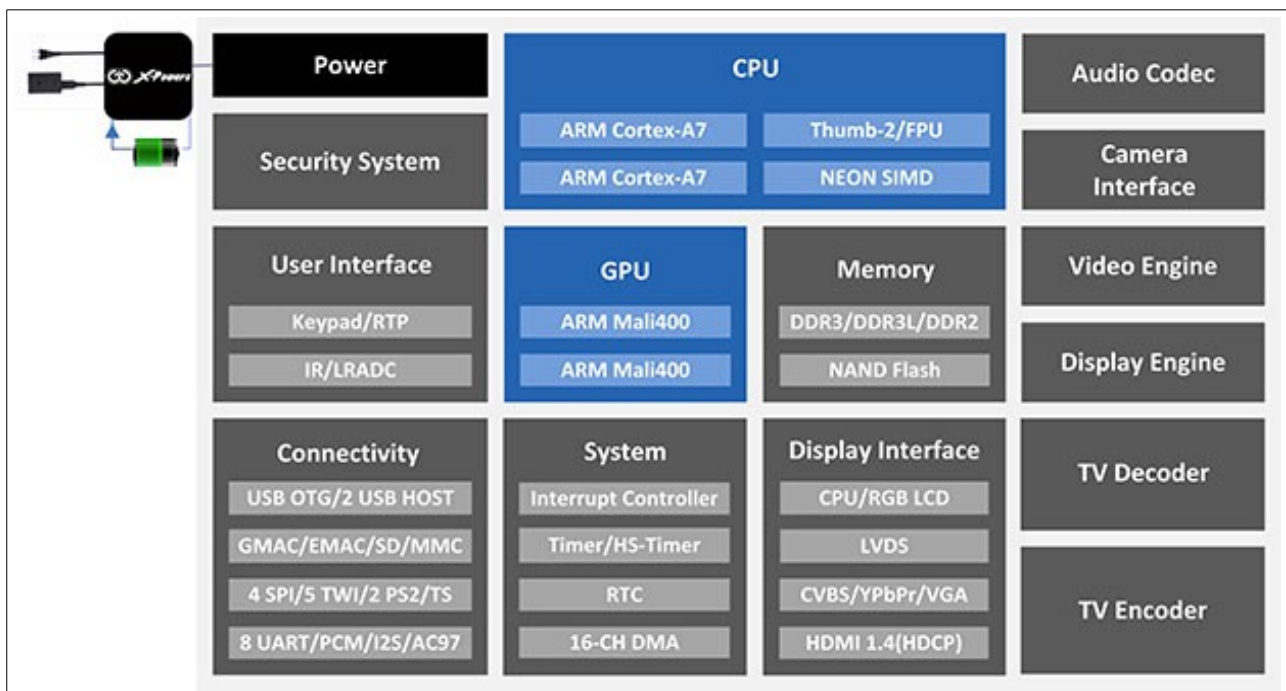 X-Powers
Power
CPU
ARM Cortex-A7
Thumb-2/FPU
ARM Cortex-A7
NEON SIMD
Audio Codec
Security System
Camera
Interface
User Interface
Keypad/RTP
IR/LRADC
GPU
ARM Mali400
ARM Mali400
Memory
DDR3/DDR3L/DDR2
NAND Flash
Video Engine
Display Engine
Connectivity
USB OTG/2 USB HOST
GMAC/EMAC/SD/MMC
4 SPI/5 TWI/2 PS2/TS
8 UART/PCM/I2S/AC97
System
Interrupt Controller
Timer/HS-Timer
RTC
16-CH DMA
Display Interface
CPU/RGB LCD
LVDS
CVBS/YPbPr/VGA
HDMI 1.4(HDCP)
TV Decoder
TV Encoder